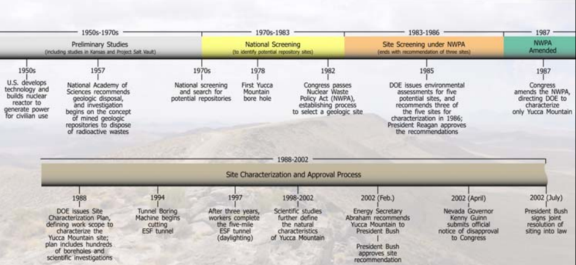 1950s-1970s
1970s-1983
1983-1986
1987
Preliminary Studies
(including studies in Kansas and Project Salt Vault)
National Screening
(to identify potential repository sites)
Site Screening under NWPA
(ends with recommendation of three sites)
NWPA
Amended
1950s
U.S. develops
technology and
builds nuclear
reactor to
generate power
for civilian use
1957
National Academy of
Sciences recommends
geologic disposal,
and investigation
begins on the concept
of mined geologic
repositories to dispose
of radioactive wastes
1970s
National screening
and search for
potential repositories
1978
First Yucca
Mountain
bore hole
1982
Congress passes
Nuclear Waste
Policy Act (NWPA),
establishing process
to select a geologic site
1985
DOE issues environmental
assessments for five
potential sites, and
recommends three of
the five sites for
characterization in 1986;
President Reagan approves
the recommendations
1987
Congress
amends the NWPA,
directing DOE to
characterize
only Yucca Mountain
1988-2002
Site Characterization and Approval Process
1988
DOE issues Site
Characterization Plan,
defining work scope to
characterize the
Yucca Mountain site;
plan includes hundreds
of boreholes and
scientific investigations
1994
Tunnel Boring
Machine begins
cutting
ESF tunnel
1997
After three years,
workers complete
the five-mile
ESF tunnel
(daylighting)
1998-2002
Scientific studies
further define
the natural
characteristics
of Yucca Mountain
2002 (Feb.)
Energy Secretary
Abraham recommends
Yucca Mountain to
President Bush
President Bush
approves site
recommendation
2002 (April)
Nevada Governor
Kenny Guinn
submits official
notice of disapproval
to Congress
2002 (July)
President Bush
signs joint
resolution of
siting into law